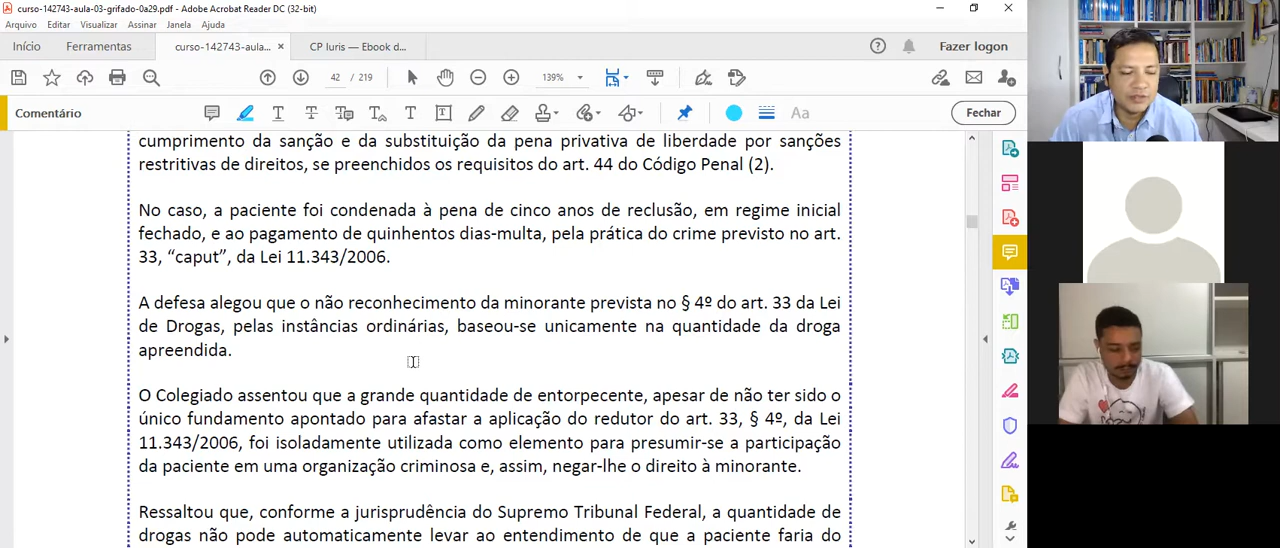 curso-142743-aula-03-grifado-0a29.pdf - Adobe Acrobat Reader DC (32-bit)
Arquivo Editar Visualizar Assinar Janela Ajuda
Início Ferramentas curso-142743-aula... × CP Iuris — Ebook d... Fazer logon
42 / 219 139%
Comentário Aa Fechar
cumprimento da sanção e da substituição da pena privativa de liberdade por sanções
restritivas de direitos, se preenchidos os requisitos do art. 44 do Código Penal (2).
No caso, a paciente foi condenada à pena de cinco anos de reclusão, em regime inicial
fechado, e ao pagamento de quinhentos dias-multa, pela prática do crime previsto no art.
33, “caput”, da Lei 11.343/2006.
A defesa alegou que o não reconhecimento da minorante prevista no § 4º do art. 33 da Lei
de Drogas, pelas instâncias ordinárias, baseou-se unicamente na quantidade da droga
apreendida.
O Colegiado assentou que a grande quantidade de entorpecente, apesar de não ter sido o
único fundamento apontado para afastar a aplicação do redutor do art. 33, § 4º, da Lei
11.343/2006, foi isoladamente utilizada como elemento para presumir-se a participação
da paciente em uma organização criminosa e, assim, negar-lhe o direito à minorante.
Ressaltou que, conforme a jurisprudência do Supremo Tribunal Federal, a quantidade de
drogas não pode automaticamente levar ao entendimento de que a paciente faria do